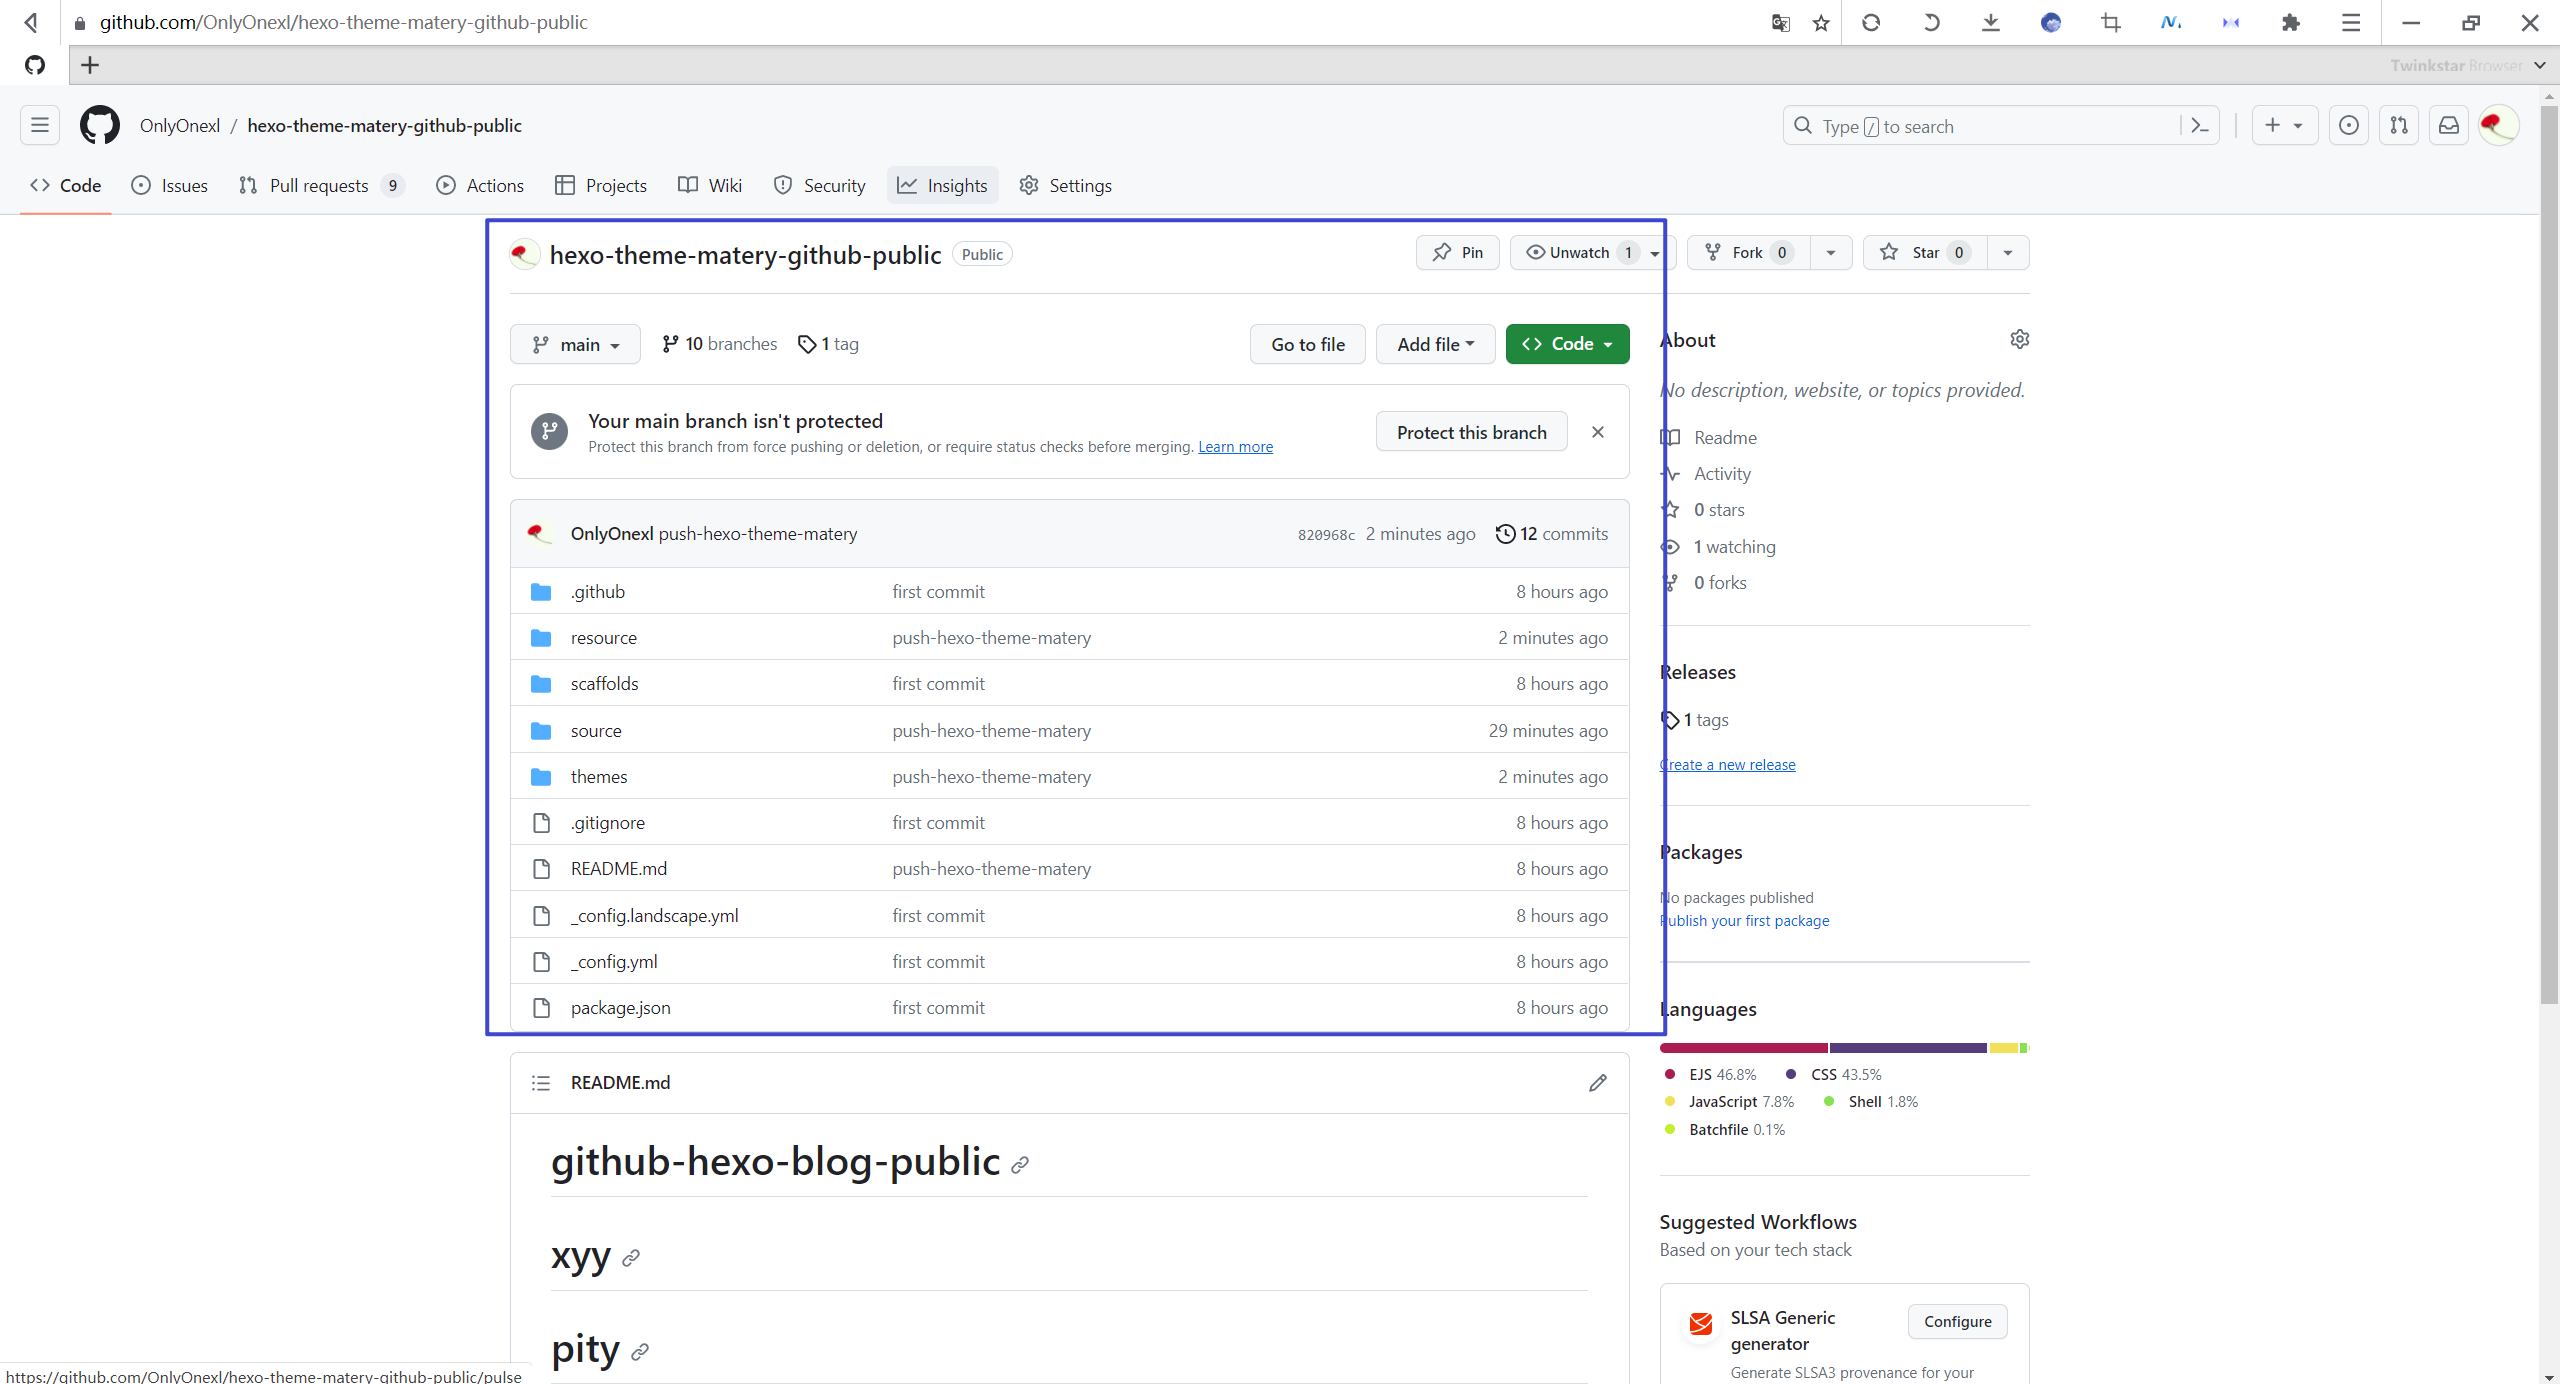 github.com/OnlyOnexl/hexo-theme-matery-github-public
Twinkstar Browser
OnlyOnexl / hexo-theme-matery-github-public
Type / to search
Code Issues Pull requests 9 Actions Projects Wiki Security Insights Settings
hexo-theme-matery-github-public Public
Pin Unwatch 1 Fork 0 Star 0
main 10 branches 1 tag
Go to file Add file Code
Your main branch isn't protected
Protect this branch from force pushing or deletion, or require status checks before merging. Learn more
Protect this branch
OnlyOnexl push-hexo-theme-matery 820968c 2 minutes ago 12 commits
.github first commit 8 hours ago
resource push-hexo-theme-matery 2 minutes ago
scaffolds first commit 8 hours ago
source push-hexo-theme-matery 29 minutes ago
themes push-hexo-theme-matery 2 minutes ago
.gitignore first commit 8 hours ago
README.md push-hexo-theme-matery 8 hours ago
_config.landscape.yml first commit 8 hours ago
_config.yml first commit 8 hours ago
package.json first commit 8 hours ago
README.md
github-hexo-blog-public
xyy
pity
About
No description, website, or topics provided.
Readme
Activity
0 stars
1 watching
0 forks
Releases
1 tags
Create a new release
Packages
No packages published
Publish your first package
Languages
EJS 46.8% CSS 43.5%
JavaScript 7.8% Shell 1.8%
Batchfile 0.1%
Suggested Workflows
Based on your tech stack
SLSA Generic
generator
Configure
Generate SLSA3 provenance for your
https://github.com/OnlyOnexl/hexo-theme-matery-github-public/pulse